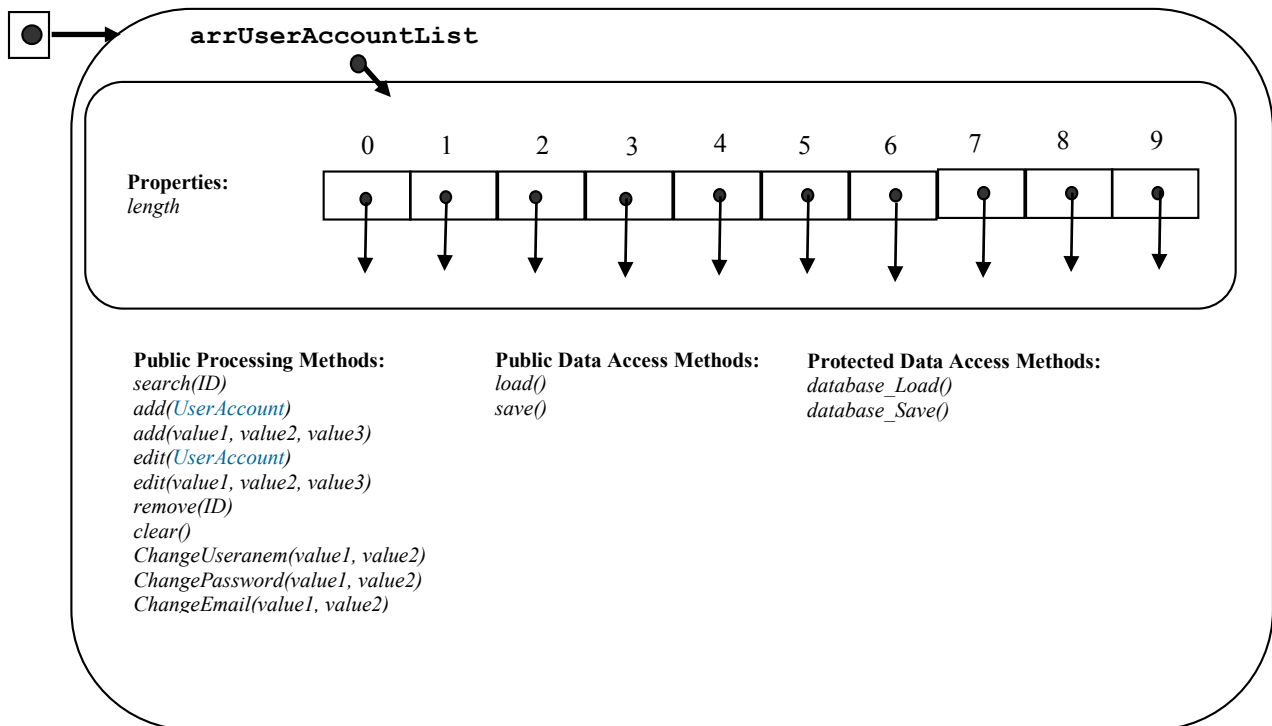 arrUserAccountList
0 1 2 3 4 5 6 7 8 9
Properties:
length
Public Processing Methods:
search(ID)
add(UserAccount)
add(value1, value2, value3)
edit(UserAccount)
edit(value1, value2, value3)
remove(ID)
clear()
ChangeUseranem(value1, value2)
ChangePassword(value1, value2)
ChangeEmail(value1, value2)
Public Data Access Methods:
load()
save()
Protected Data Access Methods:
database_Load()
database_Save()